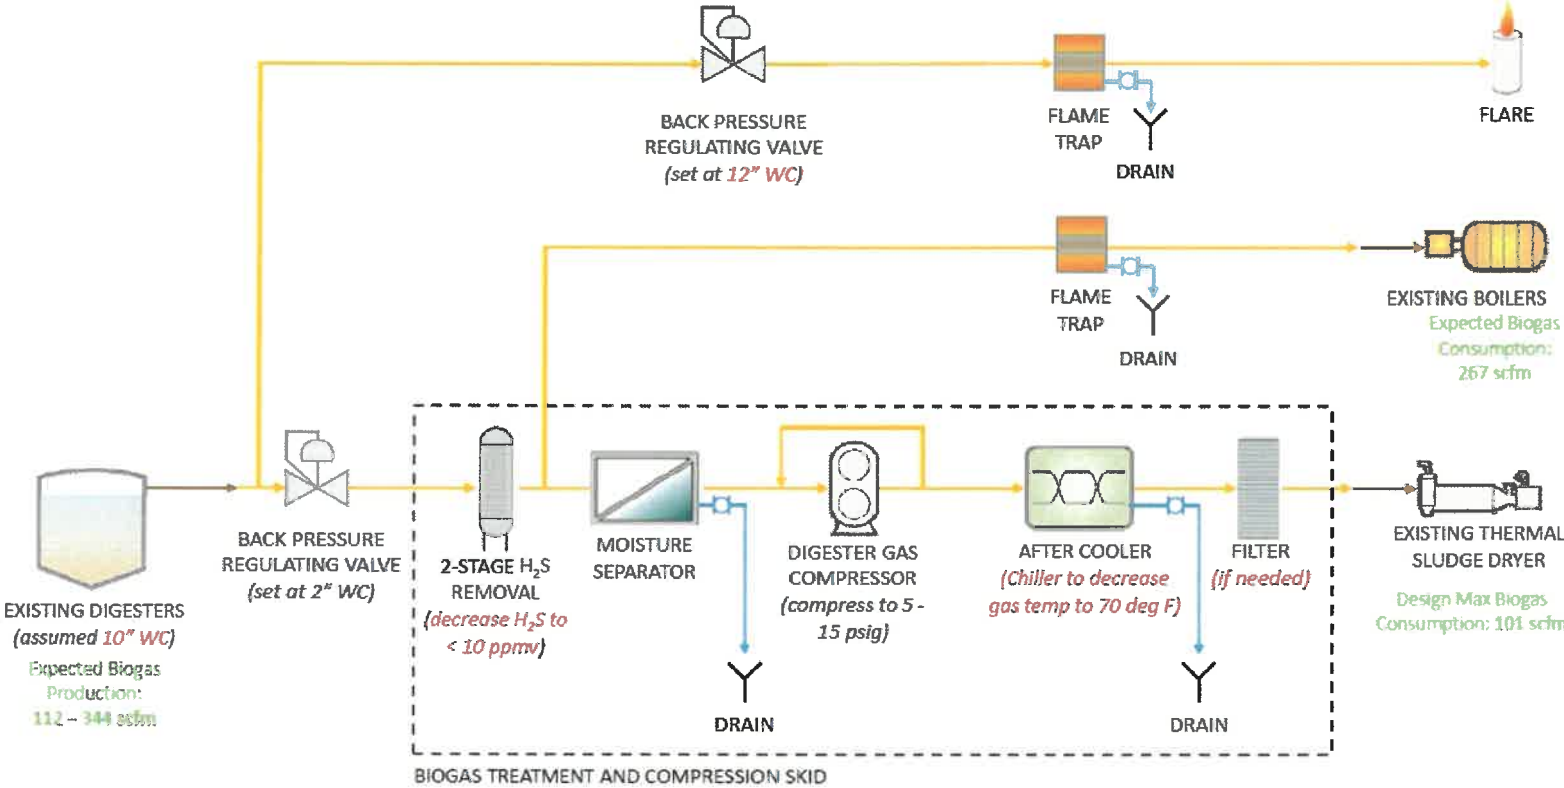 BACK PRESSURE
REGULATING VALVE
(set at 12" WC)
FLAME
TRAP
DRAIN
FLARE
FLAME
TRAP
DRAIN
EXISTING BOILERS
Expected Biogas
Consumption:
267 scfm
EXISTING DIGESTERS
(assumed 10" WC)
Expected Biogas
Production:
112 – 344 scfm
BACK PRESSURE
REGULATING VALVE
(set at 2" WC)
2-STAGE H₂S
REMOVAL
(decrease H₂S to
< 10 ppmv)
MOISTURE
SEPARATOR
DRAIN
DIGESTER GAS
COMPRESSOR
(compress to 5 -
15 psig)
AFTER COOLER
(Chiller to decrease
gas temp to 70 deg F)
DRAIN
FILTER
(if needed)
EXISTING THERMAL
SLUDGE DRYER
Design Max Biogas
Consumption: 101 scfm
BIOGAS TREATMENT AND COMPRESSION SKID